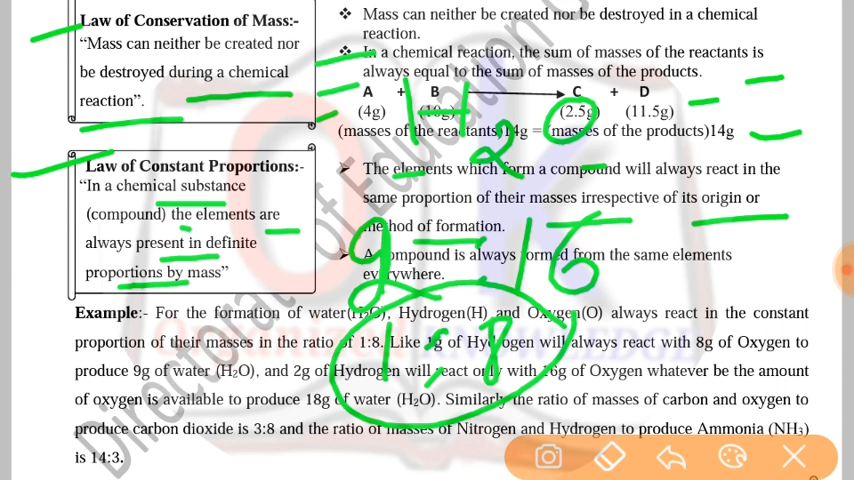 Law of Conservation of Mass:-
“Mass can neither be created nor
be destroyed during a chemical
reaction”.
❖ Mass can neither be created nor be destroyed in a chemical
reaction.
❖ In a chemical reaction, the sum of masses of the reactants is
always equal to the sum of masses of the products.
A + B → C + D
(4g) (10g) (2.5g) (11.5g)
(masses of the reactants)14g = (masses of the products)14g
H2O
Law of Constant Proportions:-
“In a chemical substance
(compound) the elements are
always present in definite
proportions by mass”
➢ The elements which form a compound will always react in the
same proportion of their masses irrespective of its origin or
method of formation.
➢ A compound is always formed from the same elements
everywhere.
16
1 : 8
Example:- For the formation of water(H₂O), Hydrogen(H) and Oxygen(O) always react in the constant
proportion of their masses in the ratio of 1:8. Like 1g of Hydrogen will always react with 8g of Oxygen to
produce 9g of water (H₂O), and 2g of Hydrogen will react only with 16g of Oxygen whatever be the amount
of oxygen is available to produce 18g of water (H₂O). Similarly the ratio of masses of carbon and oxygen to
produce carbon dioxide is 3:8 and the ratio of masses of Nitrogen and Hydrogen to produce Ammonia (NH₃)
is 14:3.